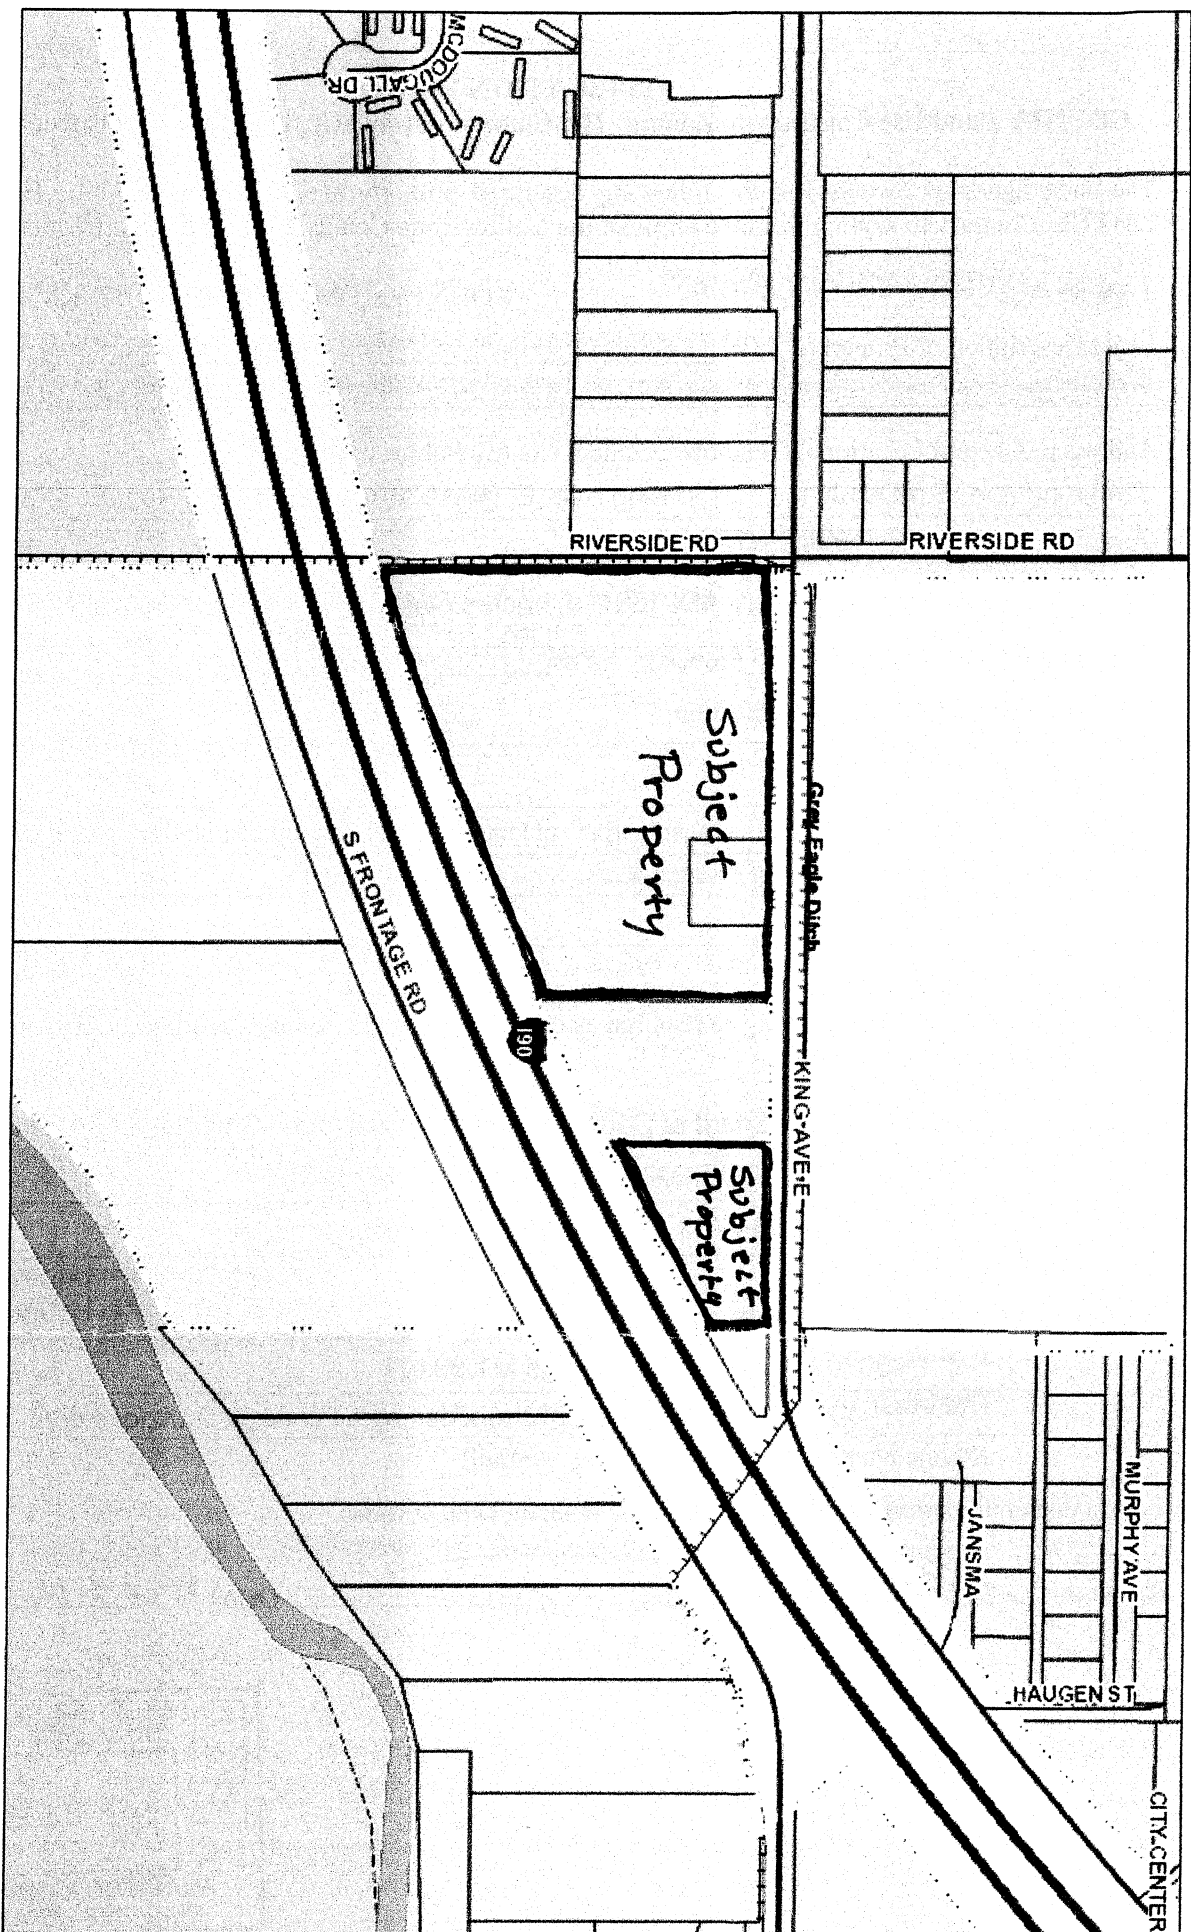 MCDOUGALL DR
RIVERSIDE RD
RIVERSIDE RD
Subject
Property
Grey Eagle Ditch
S FRONTAGE RD
I90
KING AVE E
Subject
Property
MURPHY AVE
JANSMA
HAUGEN ST
CITY CENTER